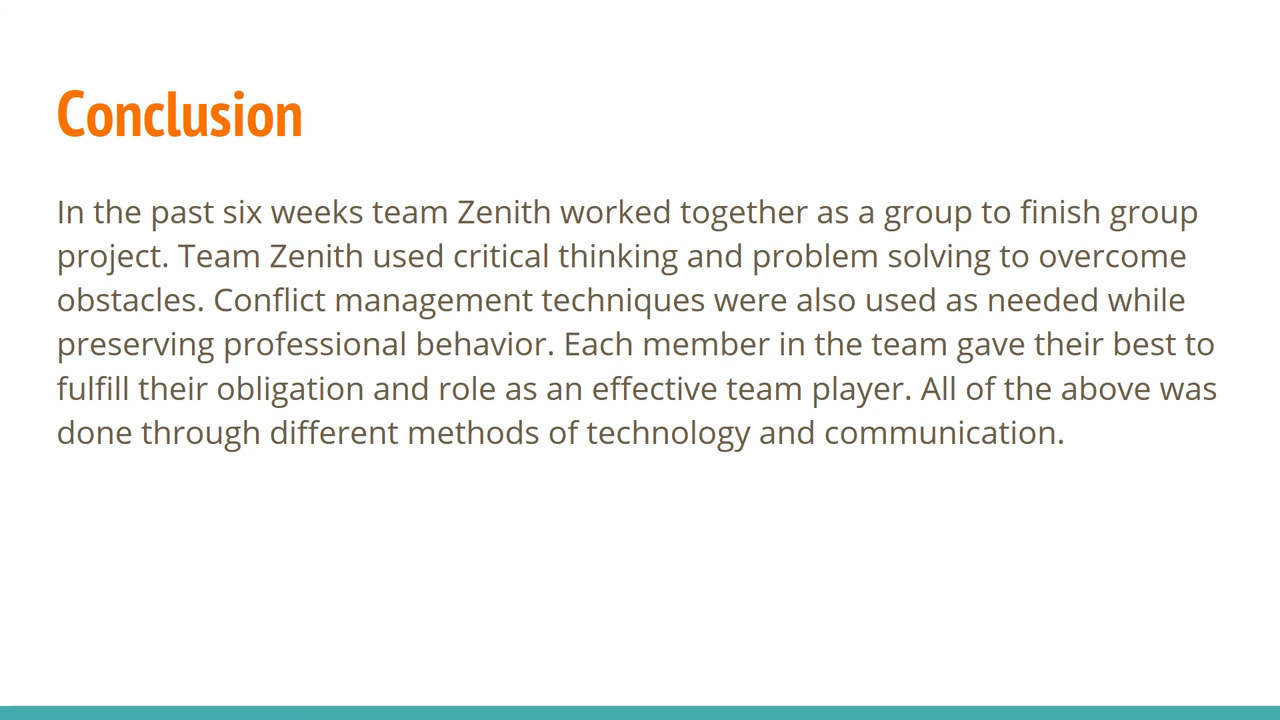 Conclusion
In the past six weeks team Zenith worked together as a group to finish group
project. Team Zenith used critical thinking and problem solving to overcome
obstacles. Conflict management techniques were also used as needed while
preserving professional behavior. Each member in the team gave their best to
fulfill their obligation and role as an effective team player. All of the above was
done through different methods of technology and communication.